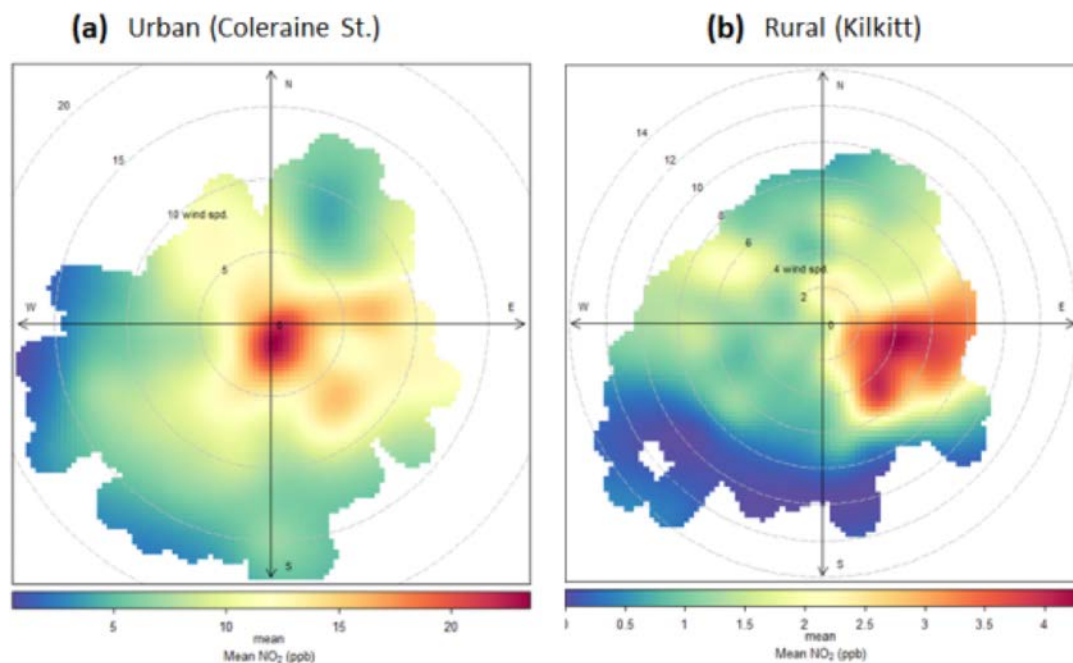 (a) Urban (Coleraine St.)
(b) Rural (Kilkitt)
N
20
15
10 wind spd.
5
W
0
E
S
5
10
15
20
mean
Mean NO₂ (ppb)
N
14
12
10
8
6
4 wind spd.
2
W
0
E
S
0
0.5
1
1.5
2
2.5
3
3.5
4
mean
Mean NO₂ (ppb)